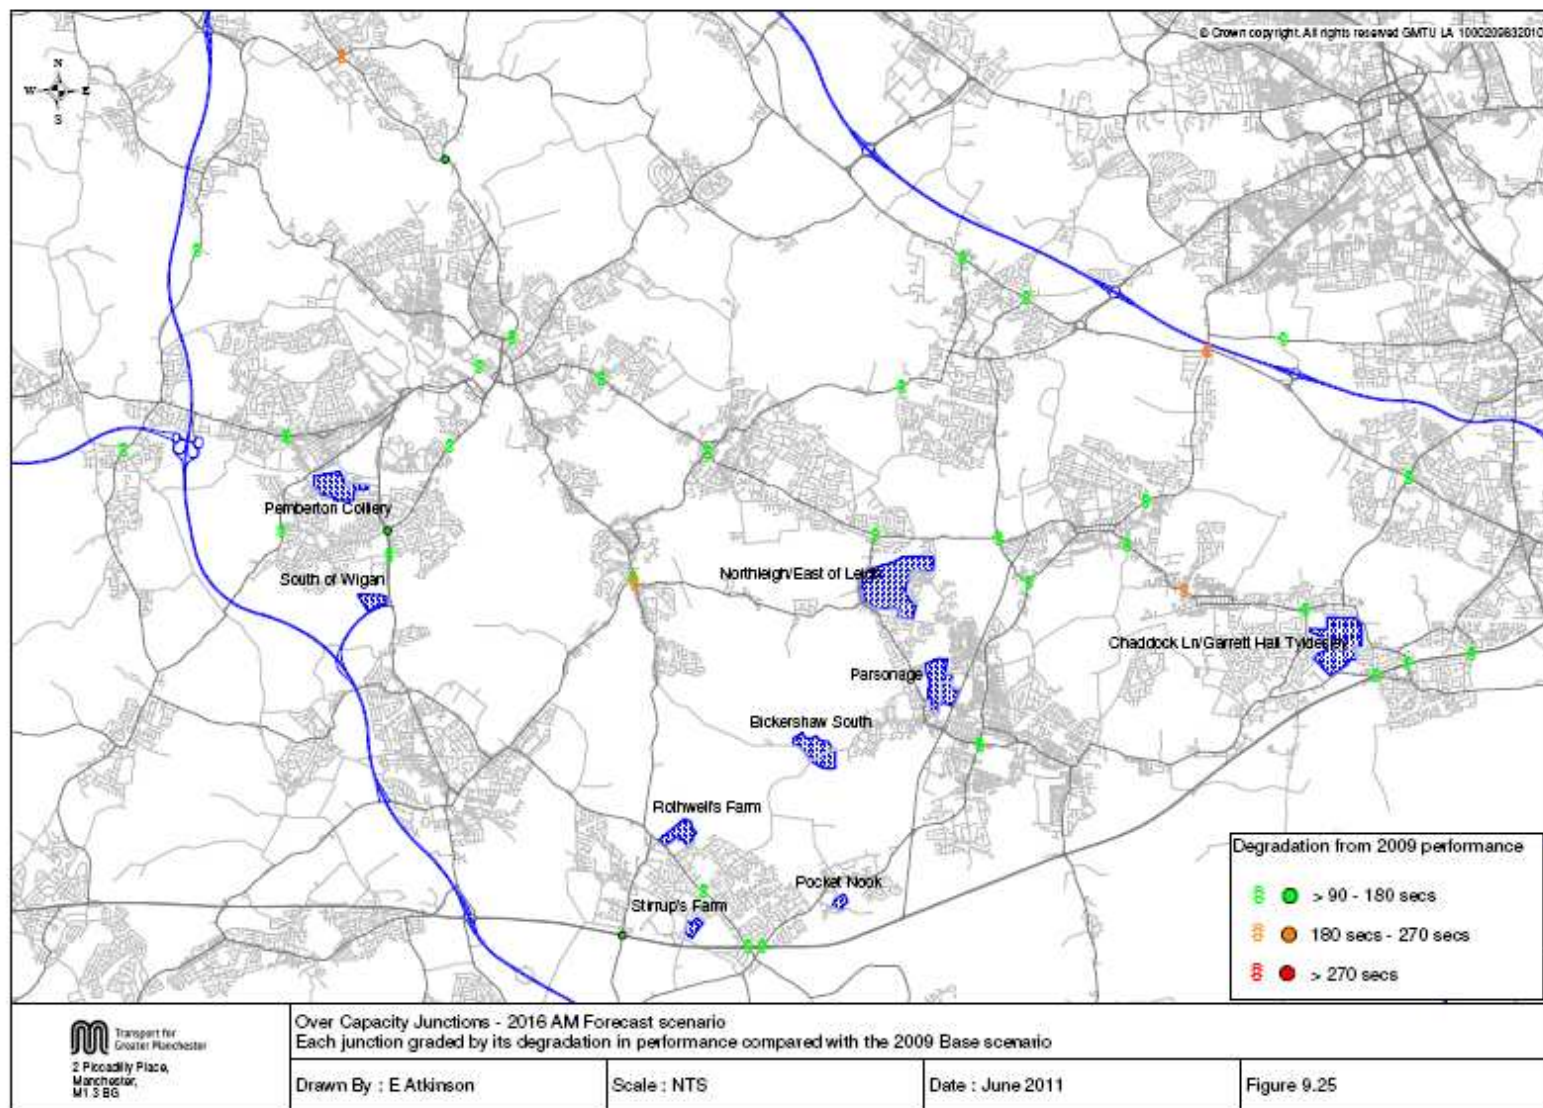 © Crown copyright. All rights reserved GMTU LA 100020983 2010
N
W E
S
Pemberton Colliery
South of Wigan
Northleigh/East of Leigh
Chaddock Ln/Garrett Hall Tyldesley
Parsonage
Bickershaw South
Rothwell's Farm
Pocket Nook
Stirrup's Farm
Degradation from 2009 performance
> 90 - 180 secs
180 secs - 270 secs
> 270 secs
Transport for
Greater Manchester
2 Piccadilly Place,
Manchester,
M1 3BG
Over Capacity Junctions - 2016 AM Forecast scenario
Each junction graded by its degradation in performance compared with the 2009 Base scenario
Drawn By : E Atkinson
Scale : NTS
Date : June 2011
Figure 9.25